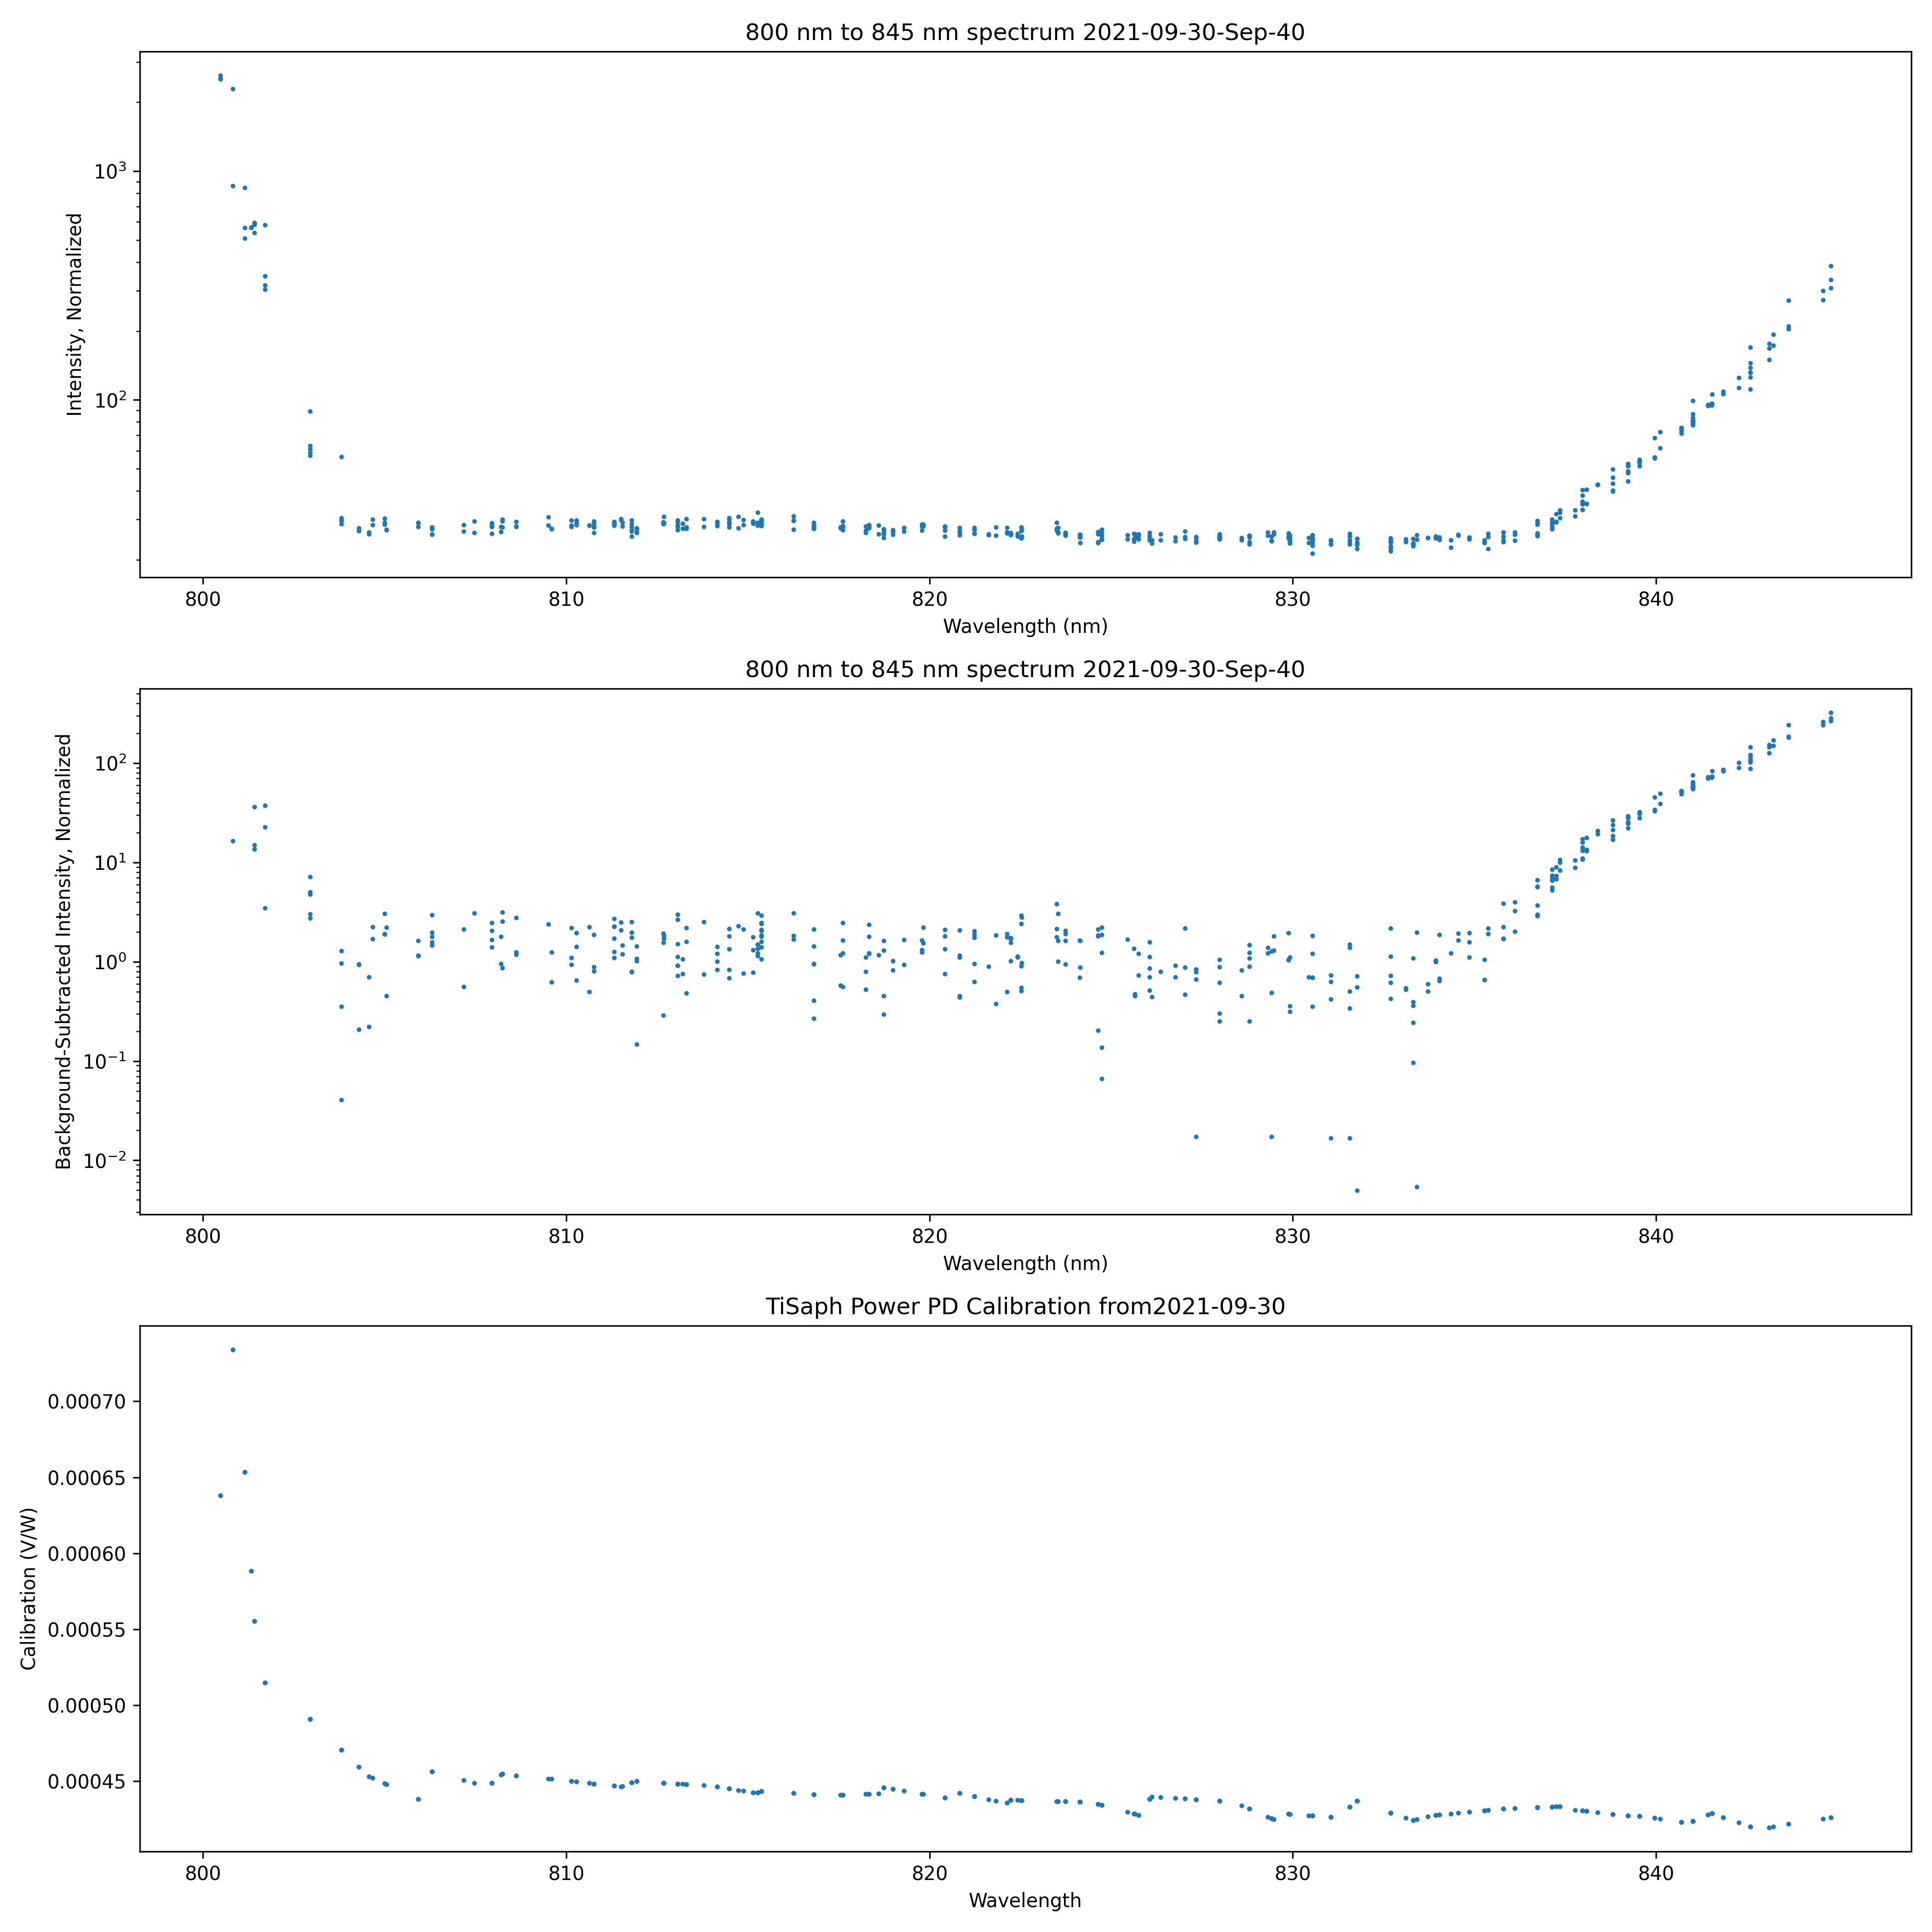 800 nm to 845 nm spectrum 2021-09-30-Sep-40
Intensity, Normalized
10³
10²
800 810 820 830 840
Wavelength (nm)
800 nm to 845 nm spectrum 2021-09-30-Sep-40
Background-Subtracted Intensity, Normalized
10²
10¹
10⁰
10⁻¹
10⁻²
800 810 820 830 840
Wavelength (nm)
TiSaph Power PD Calibration from2021-09-30
Calibration (V/W)
0.00070
0.00065
0.00060
0.00055
0.00050
0.00045
800 810 820 830 840
Wavelength